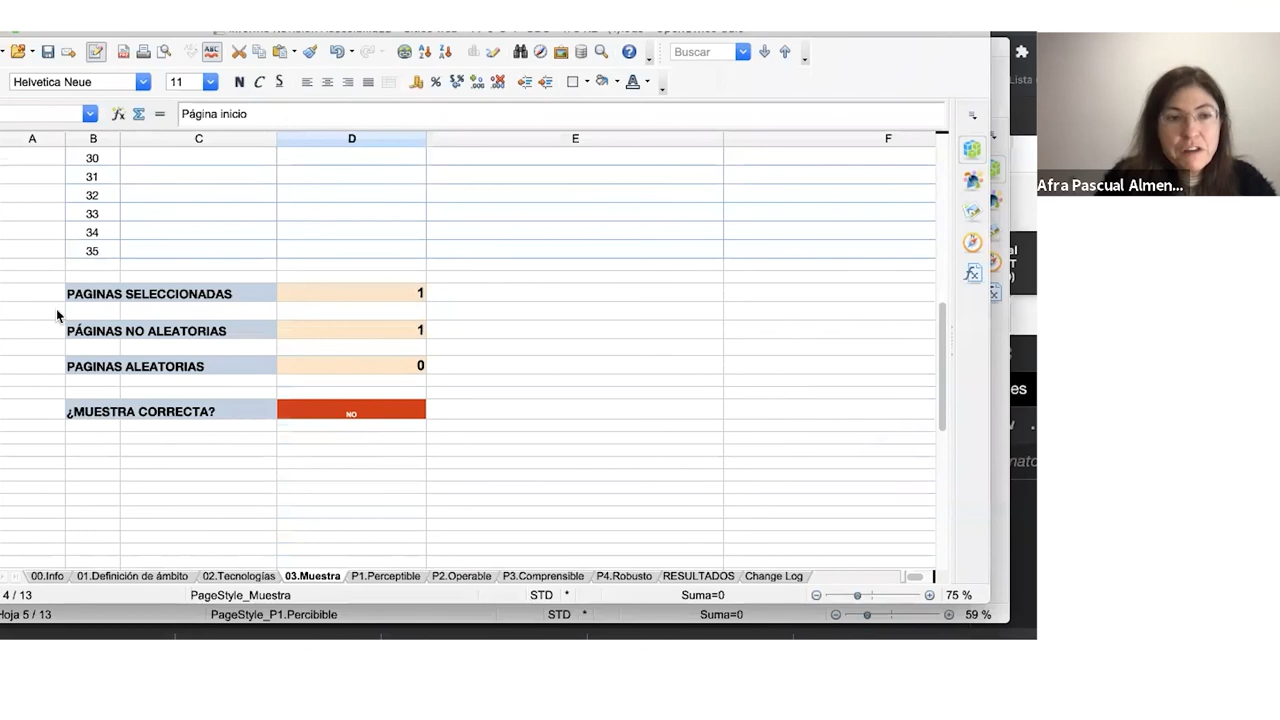 Buscar
Lista
Helvetica Neue
11
N C S
Página inicio
A B C D E F
30
31
32
33
34
35
PAGINAS SELECCIONADAS 1
PÁGINAS NO ALEATORIAS 1
PAGINAS ALEATORIAS 0
¿MUESTRA CORRECTA? NO
Afra Pascual Almen...
00.Info 01.Definición de ámbito 02.Tecnologías 03.Muestra P1.Perceptible P2.Operable P3.Comprensible P4.Robusto RESULTADOS Change Log
4 / 13 PageStyle_Muestra STD * Suma=0 75 %
Hoja 5 / 13 PageStyle_P1.Percibible STD * Suma=0 59 %